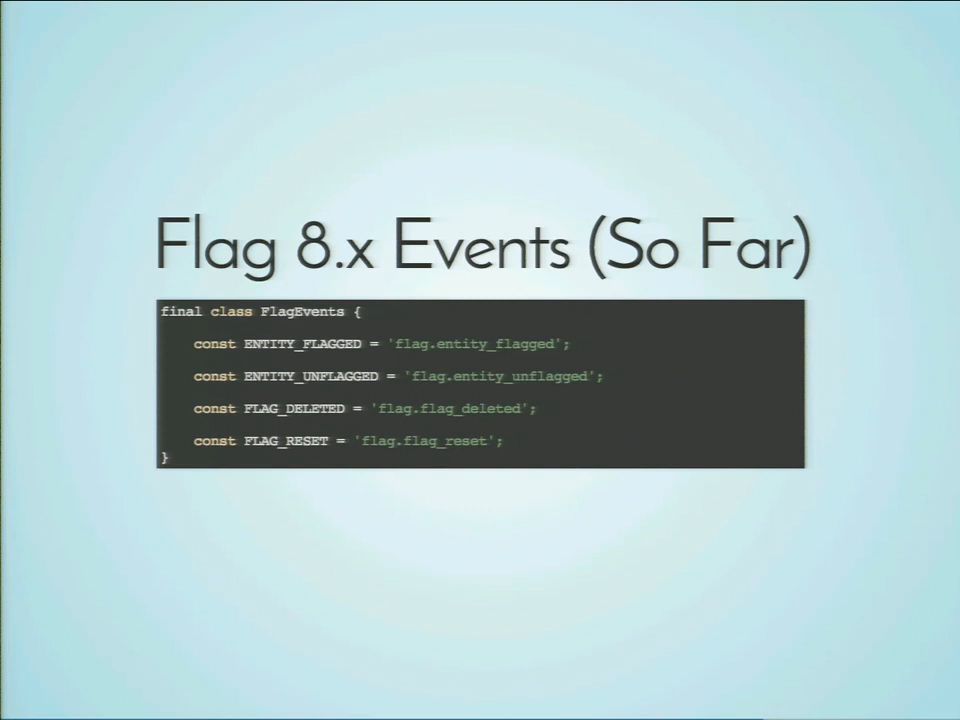 Flag 8.x Events (So Far)
final class FlagEvents {
const ENTITY_FLAGGED = 'flag.entity_flagged';
const ENTITY_UNFLAGGED = 'flag.entity_unflagged';
const FLAG_DELETED = 'flag.flag_deleted';
const FLAG_RESET = 'flag.flag_reset';
}